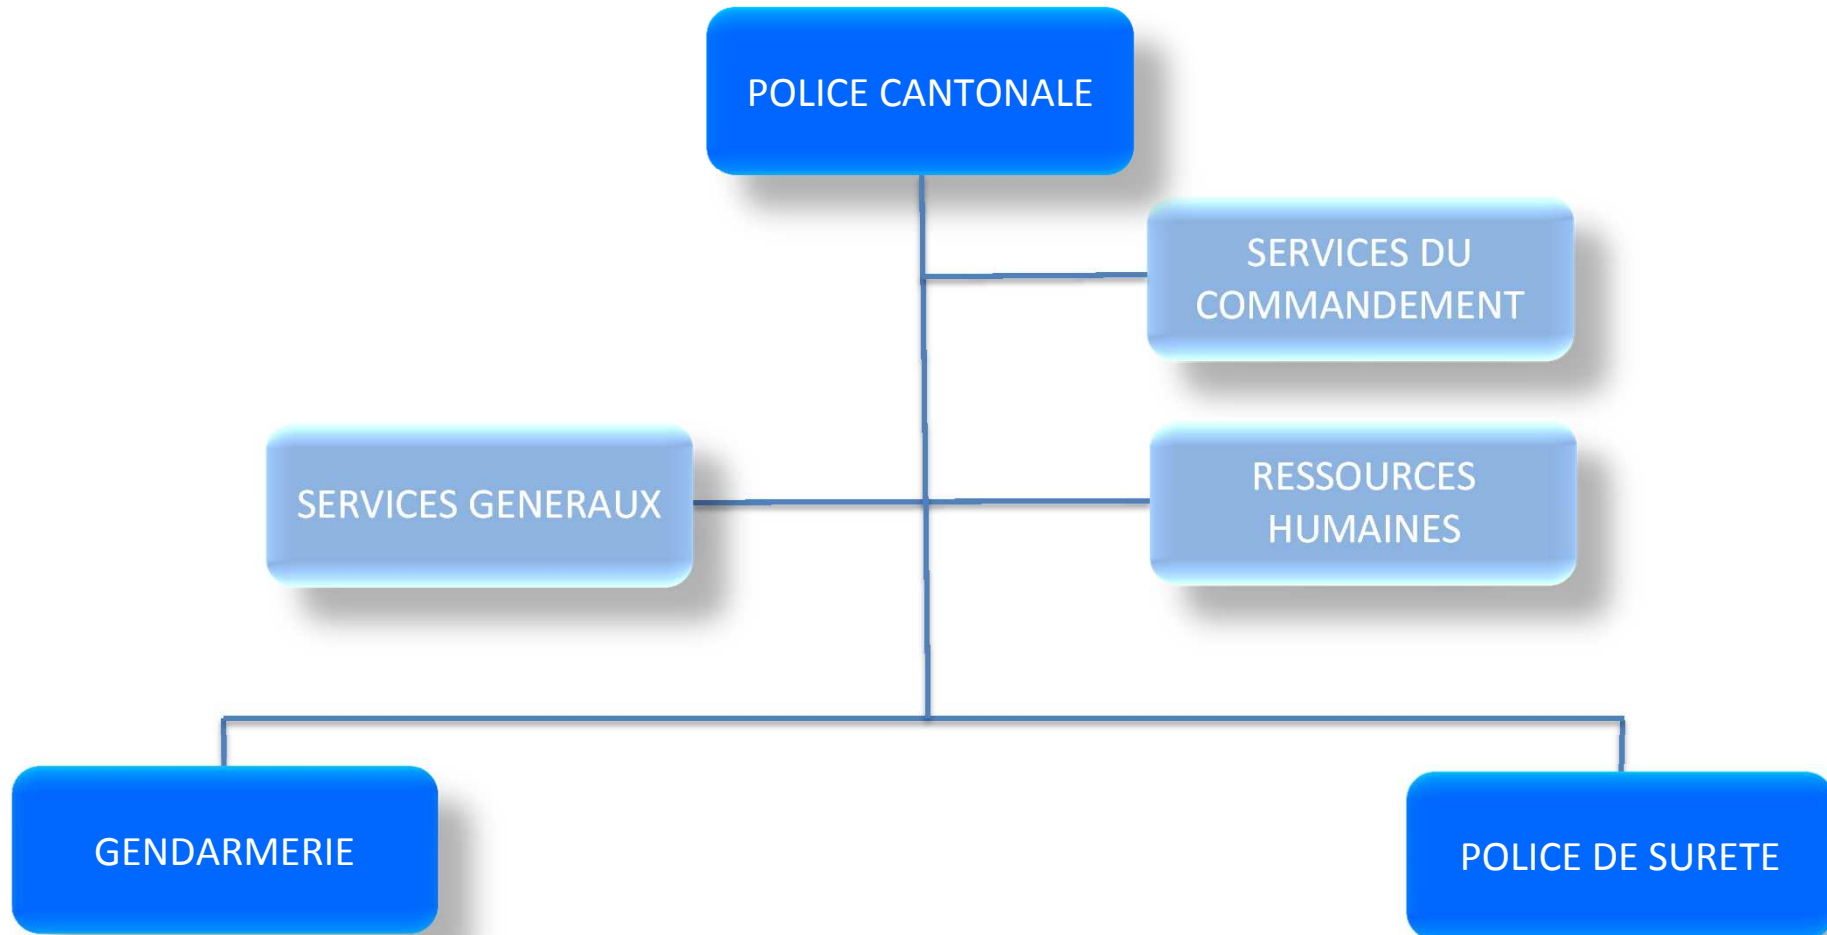 POLICE CANTONALE
SERVICES DU
COMMANDEMENT
SERVICES GENERAUX
RESSOURCES
HUMAINES
GENDARMERIE
POLICE DE SURETE